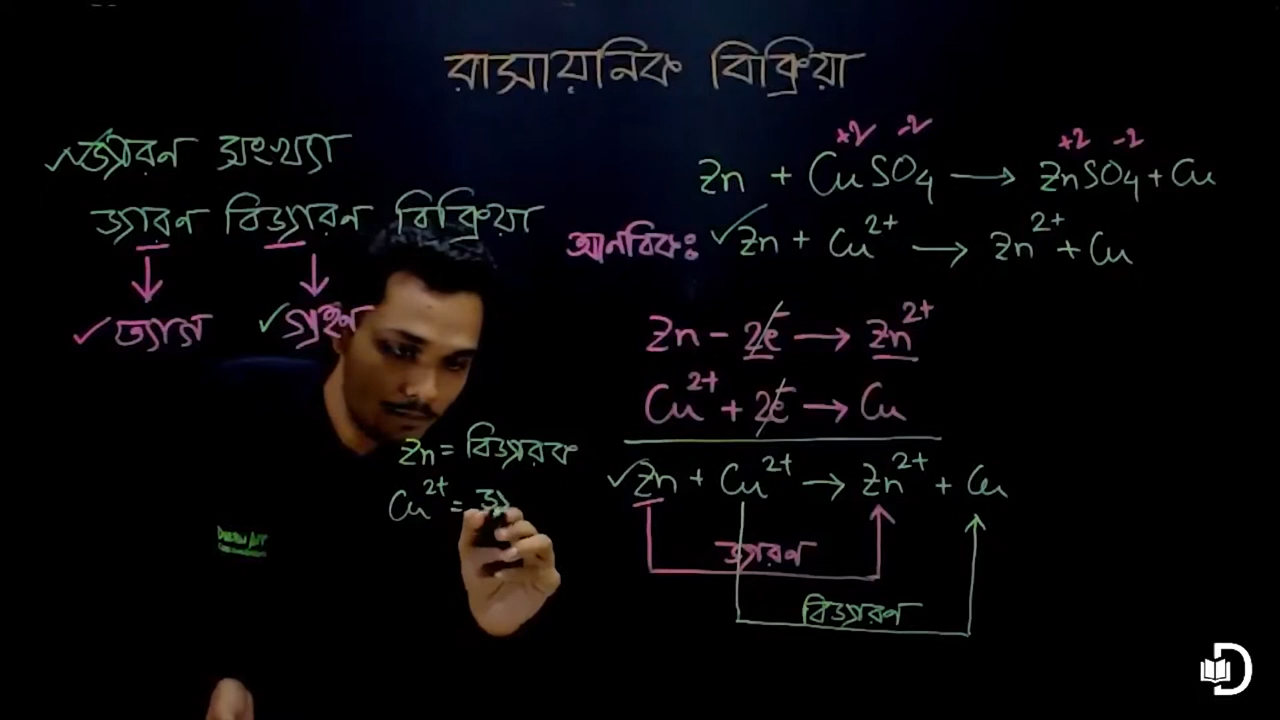 রাসায়নিক বিক্রিয়া
জারণ সংখ্যা
জারণ বিজারণ বিক্রিয়া
ত্যাগ গ্রহণ
Zn + CuSO₄ ⟶ ZnSO₄ + Cu
+2 -2 +2 -2
আনবিক: Zn + Cu²⁺ ⟶ Zn²⁺ + Cu
Zn - 2e⁻ ⟶ Zn²⁺
Cu²⁺ + 2e⁻ ⟶ Cu
Zn + Cu²⁺ ⟶ Zn²⁺ + Cu
জারণ
বিজারণ
Zn = বিজারক
Cu²⁺ =